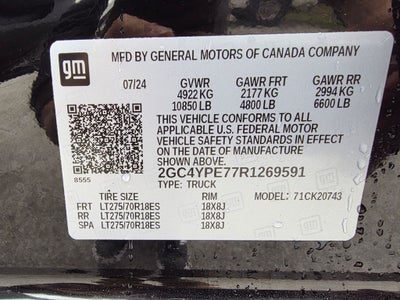 gm
MFD BY GENERAL MOTORS OF CANADA COMPANY
07/24 GVWR GAWR FRT GAWR RR
4922 KG 2177 KG 2994 KG
10850 LB 4800 LB 6600 LB
THIS VEHICLE CONFORMS TO ALL
APPLICABLE U.S. FEDERAL MOTOR
VEHICLE SAFETY STANDARDS IN
EFFECT ON THE DATE OF
MANUFACTURE SHOWN ABOVE.
8555 2GC4YPE77R1269591
TYPE: TRUCK
TIRE SIZE RIM MODEL: 71CK20743
FRT LT275/70R18ES 18X8J
RR LT275/70R18ES 18X8J
SPA LT275/70R18ES 18X8J